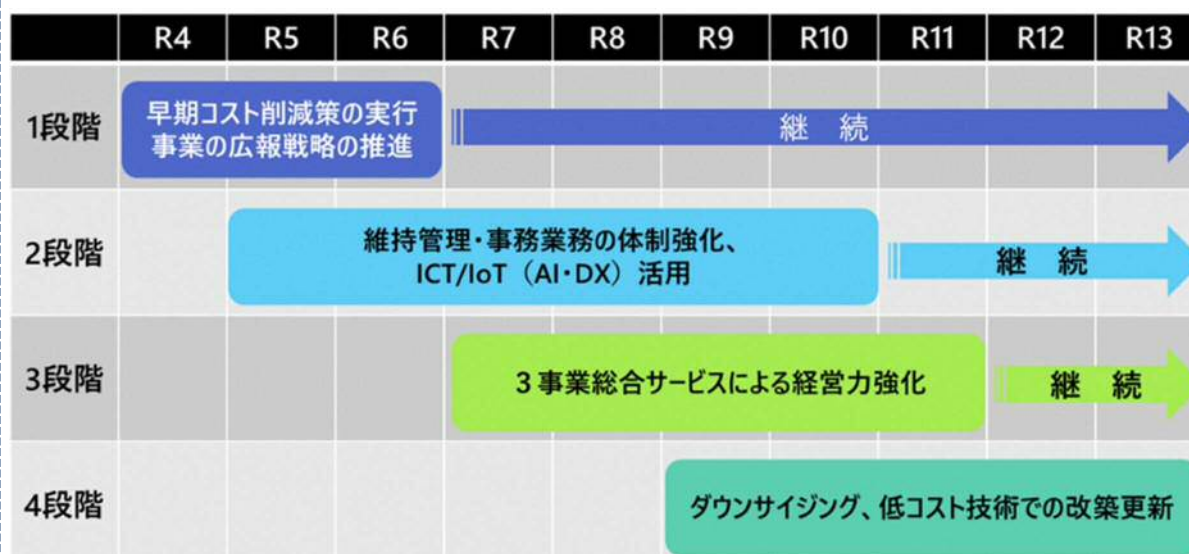 R4 R5 R6 R7 R8 R9 R10 R11 R12 R13
1段階
早期コスト削減策の実行
事業の広報戦略の推進
継 続
2段階
維持管理・事務業務の体制強化、
ICT/IoT（AI・DX）活用
継 続
3段階
3事業総合サービスによる経営力強化
継 続
4段階
ダウンサイジング、低コスト技術での改築更新